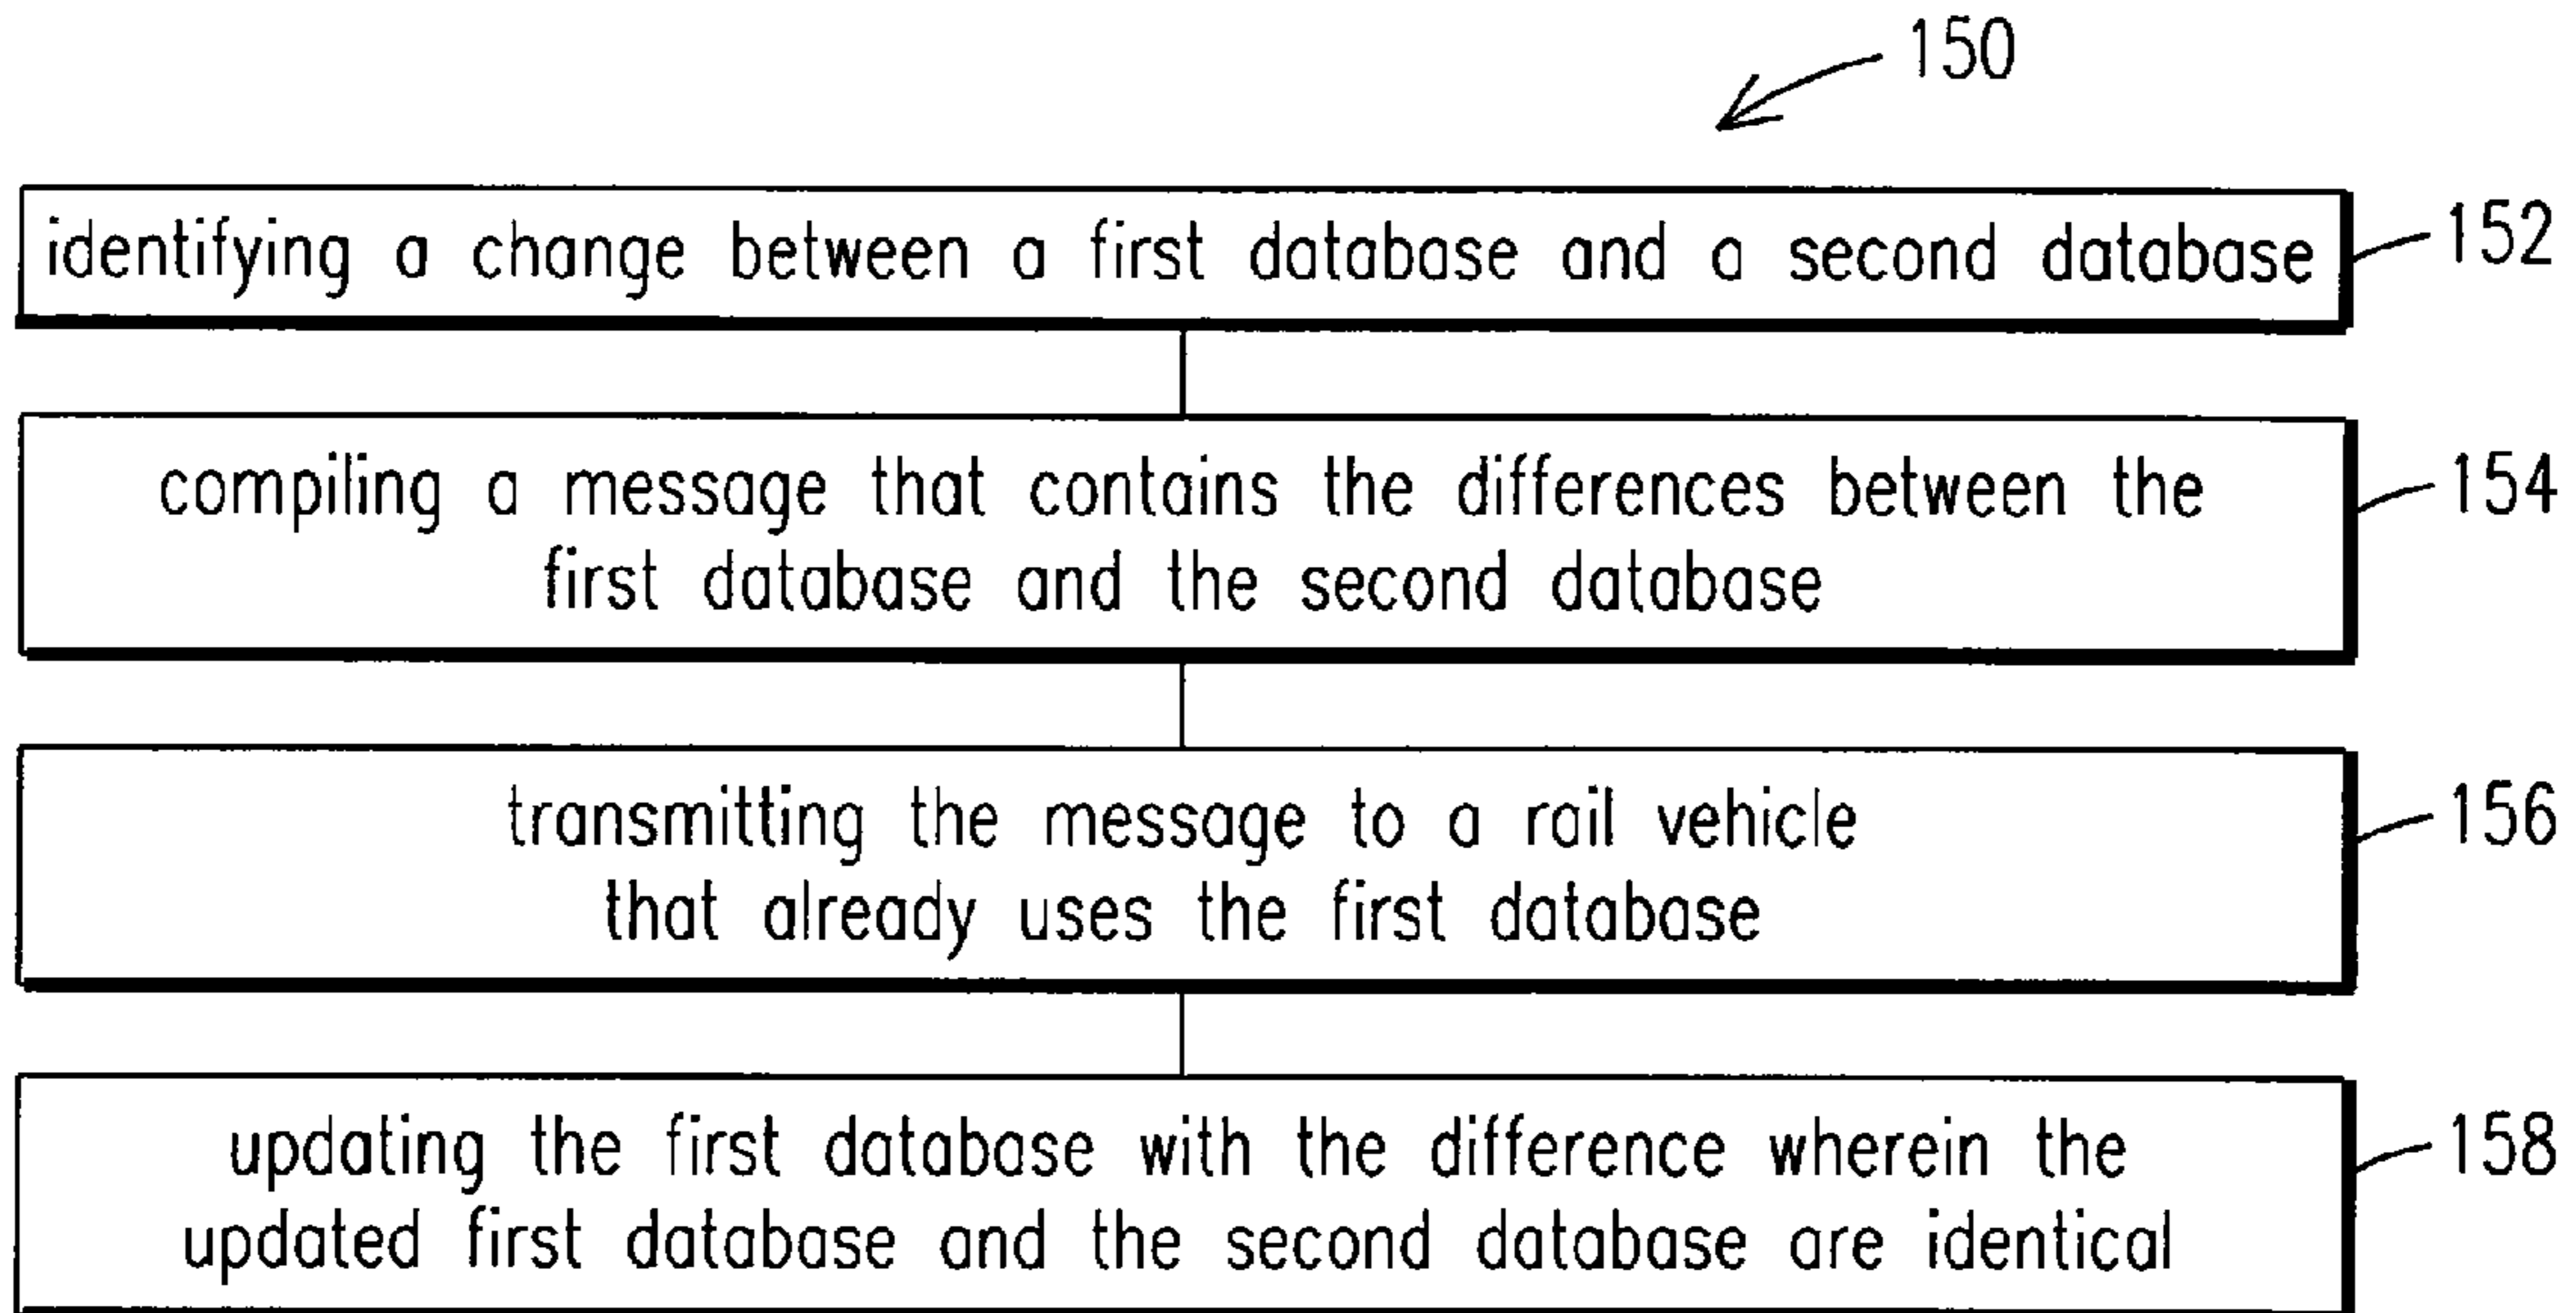 150
identifying a change between a first database and a second database
152
compiling a message that contains the differences between the
first database and the second database
154
transmitting the message to a rail vehicle
that already uses the first database
156
updating the first database with the difference wherein the
updated first database and the second database are identical
158